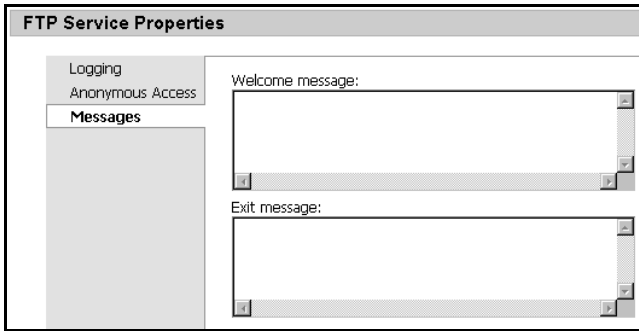 FTP Service Properties
Logging
Anonymous Access
Messages
Welcome message:
Exit message: